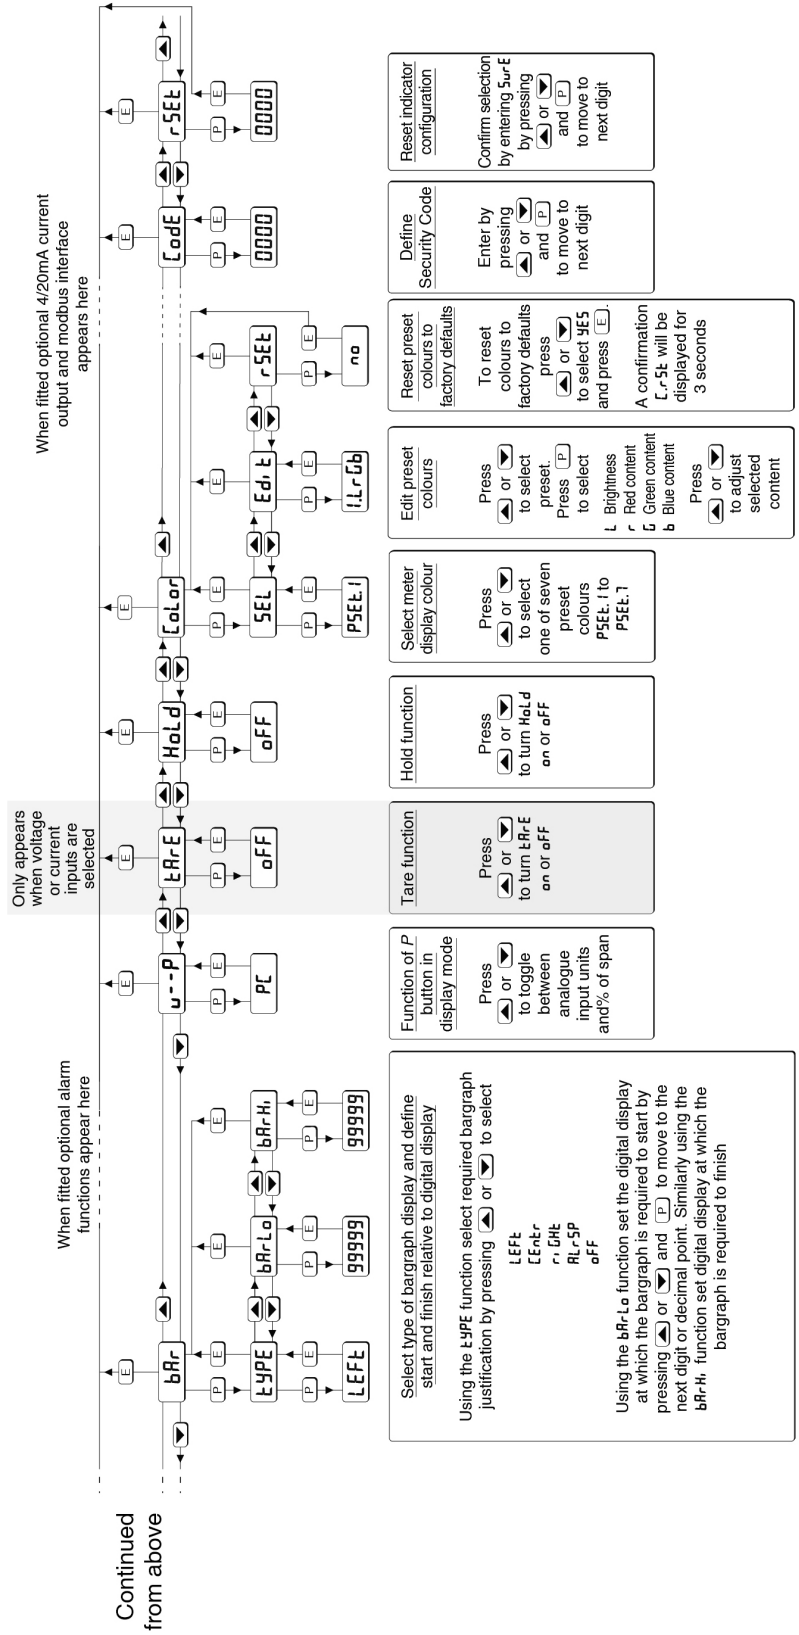 Continued
from above
When fitted optional alarm
functions appear here
Only appears
when voltage
or current
inputs are
selected
When fitted optional 4/20mA current
output and modbus interface
appears here
E
E
E
E
E
E
E
bAr
u--P
tArE
HoLd
CoLor
CodE
rSEt
P
E
E
E
P
E
P
E
P
E
P
E
E
E
P
E
P
E
tYPE
bArLo
bArHi
PC
oFF
oFF
SEL
Edit
rSEt
0000
0000
P
E
P
E
P
E
P
E
P
E
P
E
LEFt
99999
99999
PSEt.1
1.LrGb
no
Select type of bargraph display and define
start and finish relative to digital display
Using the tYPE function select required bargraph
justification by pressing ▲ or ▼ to select
LEFt
CEntr
riGHt
ALrSP
oFF
Using the bArLo function set the digital display
at which the bargraph is required to start by
pressing ▲ or ▼ and P to move to the
next digit or decimal point. Similarly using the
bArHi function set digital display at which the
bargraph is required to finish
Function of P
button in
display mode
Press
▲ or ▼
to toggle
between
analogue
input units
and% of span
Tare function
Press
▲ or ▼
to turn tArE
on or oFF
Hold function
Press
▲ or ▼
to turn HoLd
on or oFF
Select meter
display colour
Press
▲ or ▼
to select
one of seven
preset
colours
PSEt.1 to
PSEt.7
Edit preset
colours
Press
▲ or ▼
to select
preset.
Press P
to select
L Brightness
r Red content
G Green content
b Blue content
Press
▲ or ▼
to adjust
selected
content
Reset preset
colours to
factory defaults
To reset
colours to
factory defaults
press
▲ or ▼
to select YES
and press E.
A confirmation
C.rSt will be
displayed for
3 seconds
Define
Security Code
Enter by
pressing
▲ or ▼
and P
to move to
next digit
Reset indicator
configuration
Confirm selection
by entering SurE
by pressing
▲ or ▼
and P
to move to
next digit